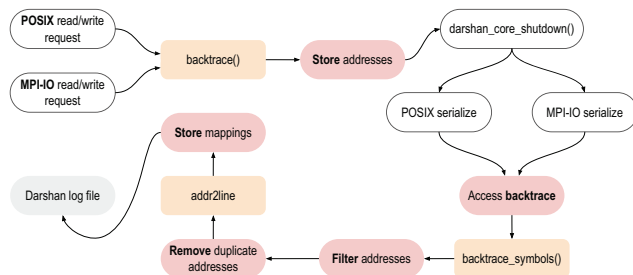 POSIX read/write
request
MPI-IO read/write
request
backtrace()
Store addresses
darshan_core_shutdown()
POSIX serialize
MPI-IO serialize
Access backtrace
backtrace_symbols()
Filter addresses
Remove duplicate
addresses
addr2line
Store mappings
Darshan log file